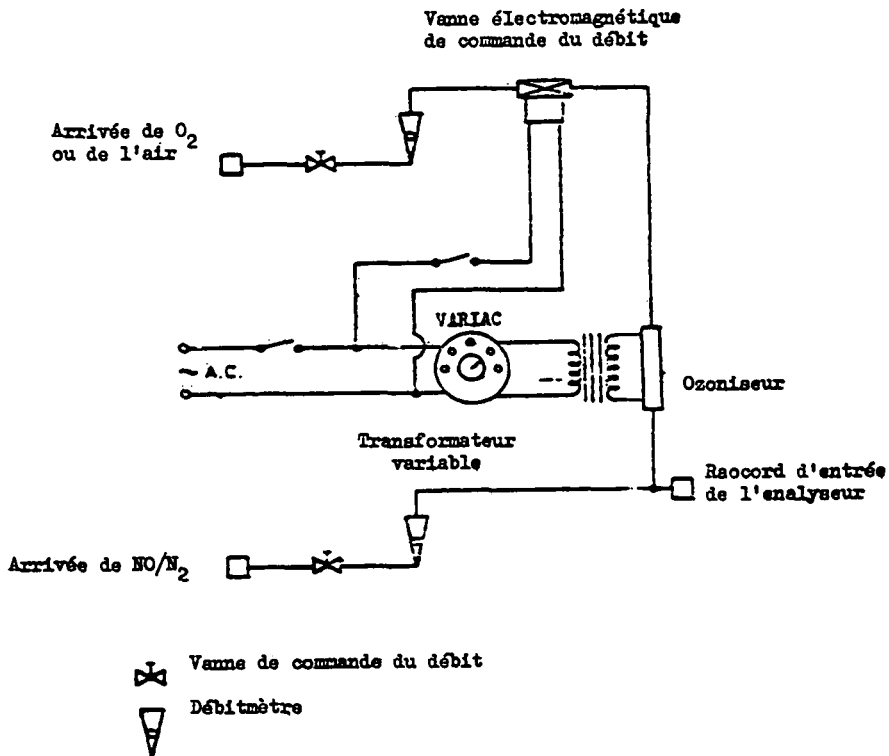 Vanne électromagnétique
de commande du débit
Arrivée de O2
ou de l'air
VARIAC
~ A.C.
Ozoniseur
Transformateur
variable
Raccord d'entrée
de l'enalyseur
Arrivée de NO/N2
Vanne de commande du débit
Débitmètre